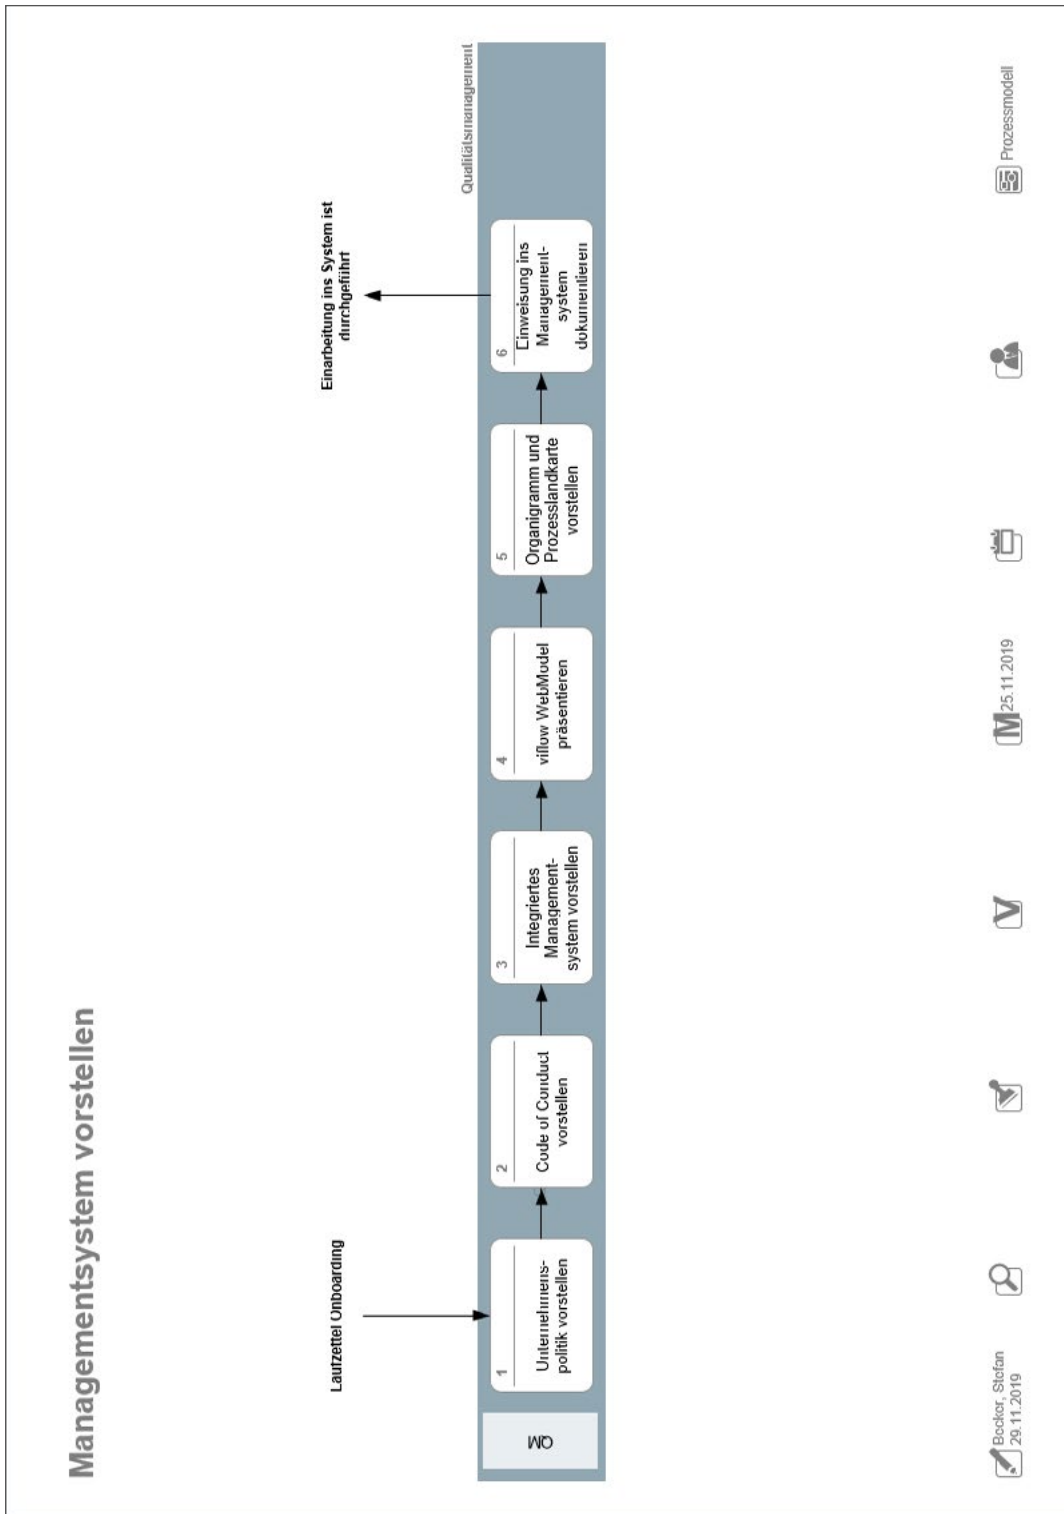 Managementsystem vorstellen
Laufzettel Onboarding
Einarbeitung ins System ist
durchgeführt
Qualitätsmanagement
QM
1
Unternehmens-
politik vorstellen
2
Code of Conduct
vorstellen
3
Integriertes
Management-
system vorstellen
4
viflow WebModel
präsentieren
5
Organigramm und
Prozesslandkarte
vorstellen
6
Einweisung ins
Management-
system
dokumentieren
Becker, Stefan
29.11.2019
V
M 25.11.2019
Prozessmodell